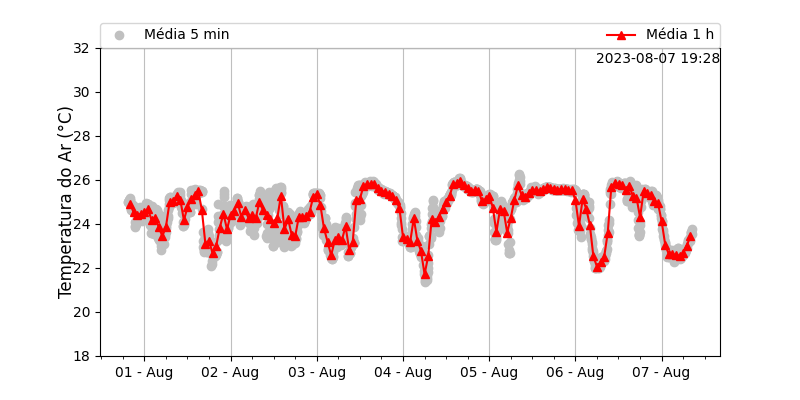 Média 5 min
Média 1 h
2023-08-07 19:28
Temperatura do Ar (°C)
32
30
28
26
24
22
20
18
01 - Aug
02 - Aug
03 - Aug
04 - Aug
05 - Aug
06 - Aug
07 - Aug